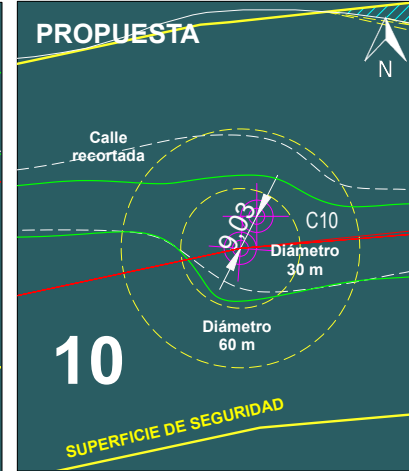 PROPUESTA
N
Calle
recortada
9,03
C10
Diámetro
30 m
Diámetro
60 m
10
SUPERFICIE DE SEGURIDAD